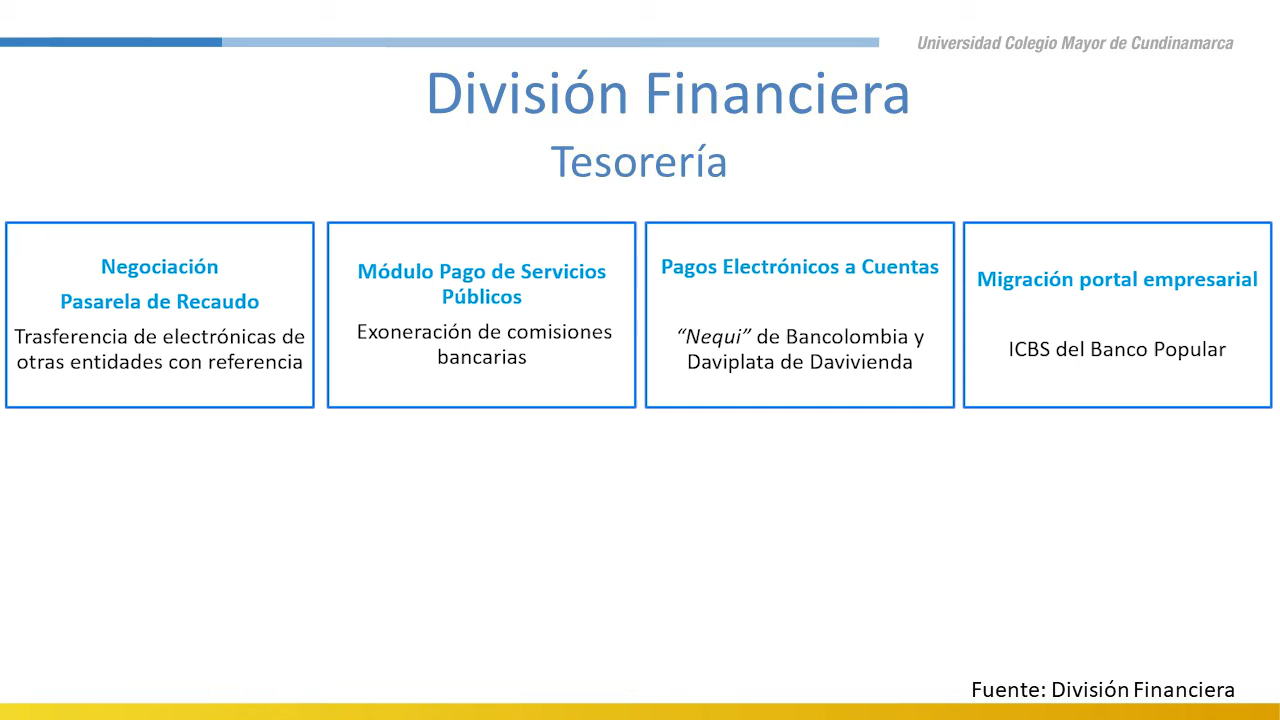 Universidad Colegio Mayor de Cundinamarca
División Financiera
Tesorería
Negociación
Pasarela de Recaudo
Trasferencia de electrónicas de
otras entidades con referencia
Módulo Pago de Servicios
Públicos
Exoneración de comisiones
bancarias
Pagos Electrónicos a Cuentas
“Nequi” de Bancolombia y
Daviplata de Davivienda
Migración portal empresarial
ICBS del Banco Popular
Fuente: División Financiera